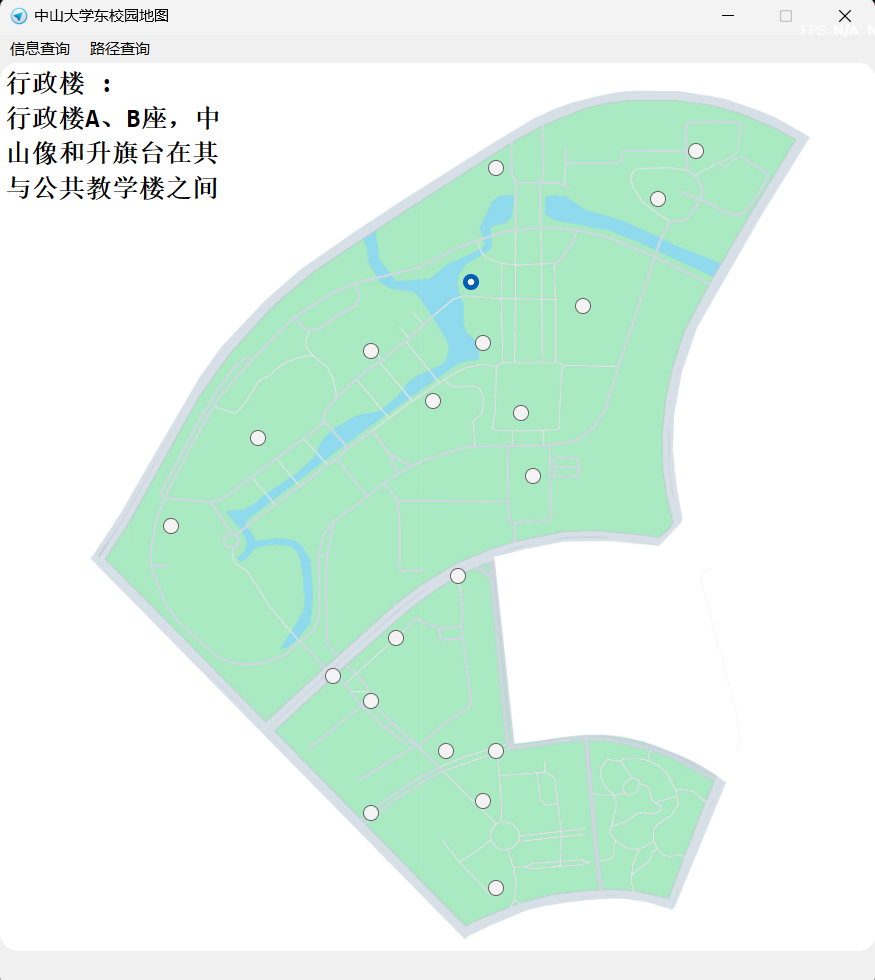 中山大学东校园地图
FPS N/A N
信息查询 路径查询
行政楼 ：
行政楼A、B座，中
山像和升旗台在其
与公共教学楼之间